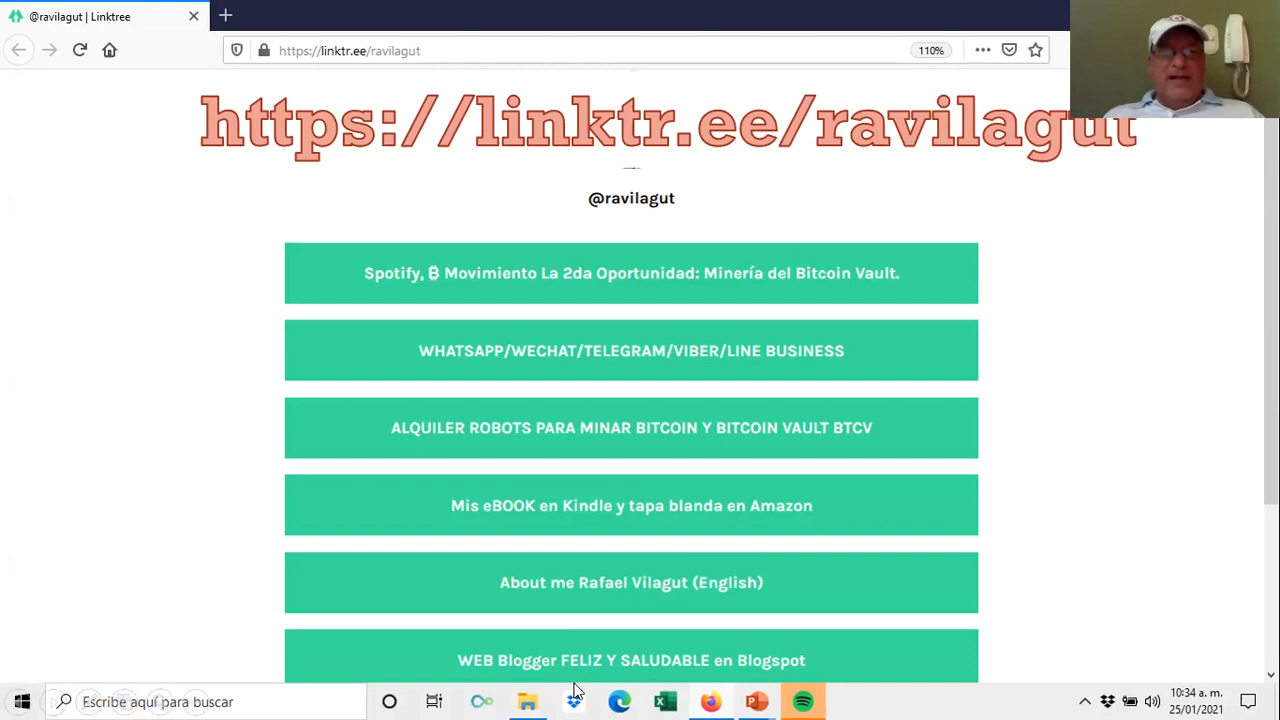 @ravilagut | Linktree
https://linktr.ee/ravilagut
110%
https://linktr.ee/ravilagut
@ravilagut
Spotify, ₿ Movimiento La 2da Oportunidad: Minería del Bitcoin Vault.
WHATSAPP/WECHAT/TELEGRAM/VIBER/LINE BUSINESS
ALQUILER ROBOTS PARA MINAR BITCOIN Y BITCOIN VAULT BTCV
Mis eBOOK en Kindle y tapa blanda en Amazon
About me Rafael Vilagut (English)
WEB Blogger FELIZ Y SALUDABLE en Blogspot
Escribe aquí para buscar
10:34 a. m.
25/01/2021